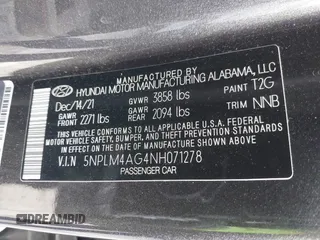 HYUNDAI MOTOR MANUFACTURING ALABAMA, LLC
Dec/14/21 GVWR 3858 lbs PAINT T2G
GAWR FRONT 2271 lbs GAWR REAR 2094 lbs TRIM NNB
THIS VEHICLE CONFORMS TO ALL APPLICABLE FEDERAL
MOTOR VEHICLE SAFETY, BUMPER, AND THEFT PREVENTION
STANDARDS IN EFFECT ON THE DATE OF MANUFACTURE
SHOWN ABOVE.
V.I.N 5NPLM4AG4NH071278
PASSENGER CAR
DREAMBID